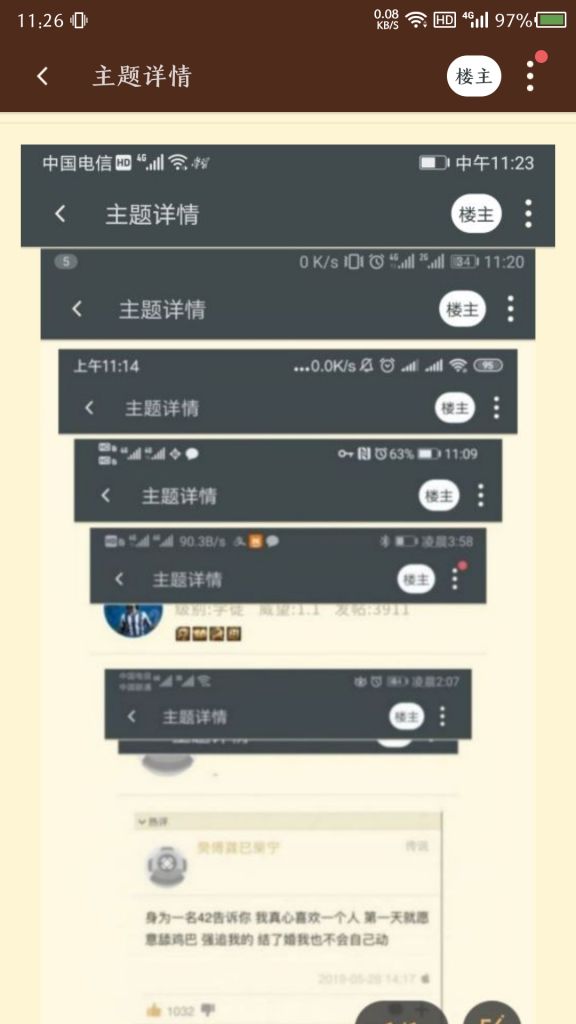 11:26 0.08 KB/S HD 4G 97%
主题详情 楼主
中国电信 HD 4G 中午11:23
主题详情 楼主
5 0 K/s 4G 2G 34 11:20
主题详情 楼主
上午11:14 ...0.0K/s 95
主题详情 楼主
63% 11:09
主题详情 楼主
90.3B/s 凌晨3:58
主题详情 楼主
级别:学徒 威望:1.1 发帖:3911
中国电信
中国联通 凌晨2:07
主题详情 楼主
热评
传说
身为一名42告诉你 我真心喜欢一个人 第一天就愿
意舔鸡巴 强追我的 结了婚我也不会自己动
2019-05-28 14:17
1032